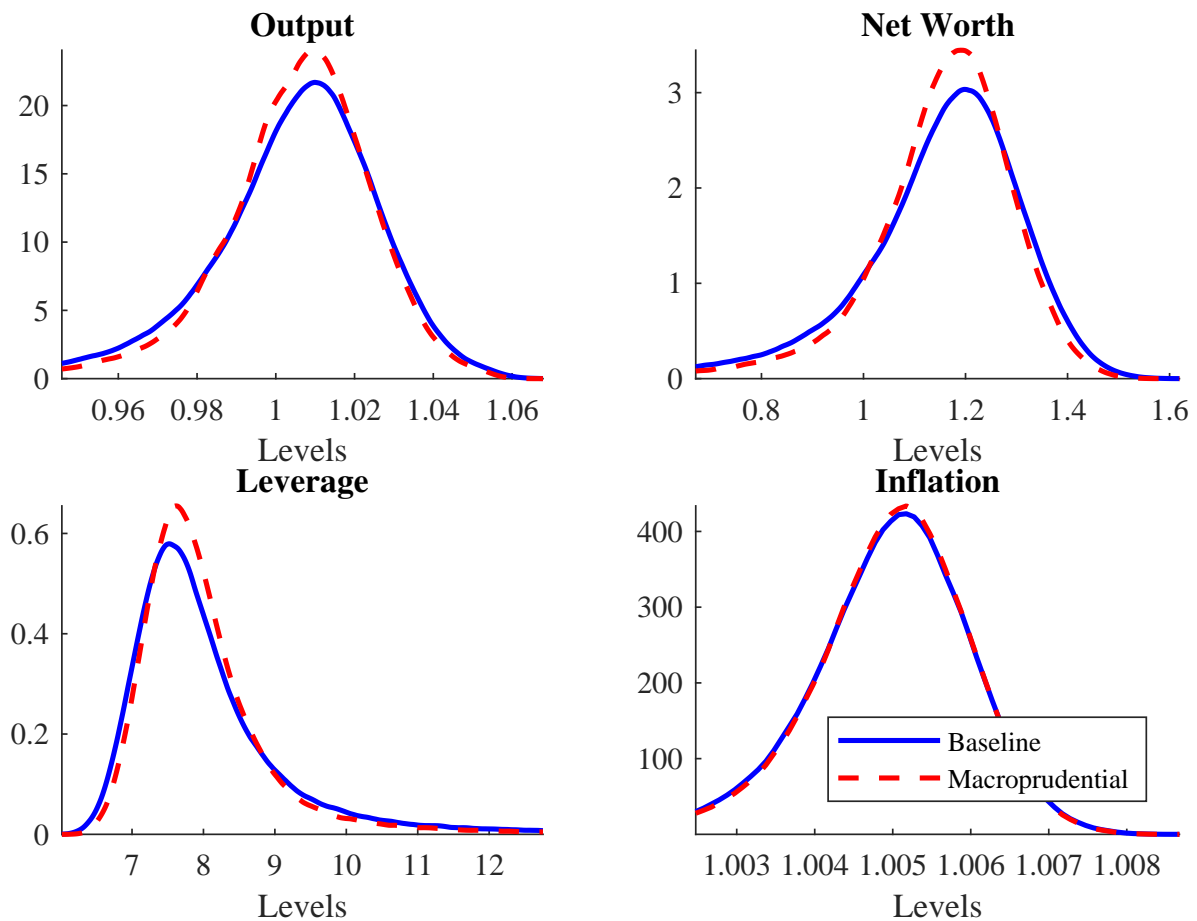 Output
20
15
10
5
0
0.96 0.98 1 1.02 1.04 1.06
Levels
Net Worth
3
2
1
0
0.8 1 1.2 1.4 1.6
Levels
Leverage
0.6
0.4
0.2
0
7 8 9 10 11 12
Levels
Inflation
400
300
200
100
1.003 1.004 1.005 1.006 1.007 1.008
Levels
Baseline
Macroprudential